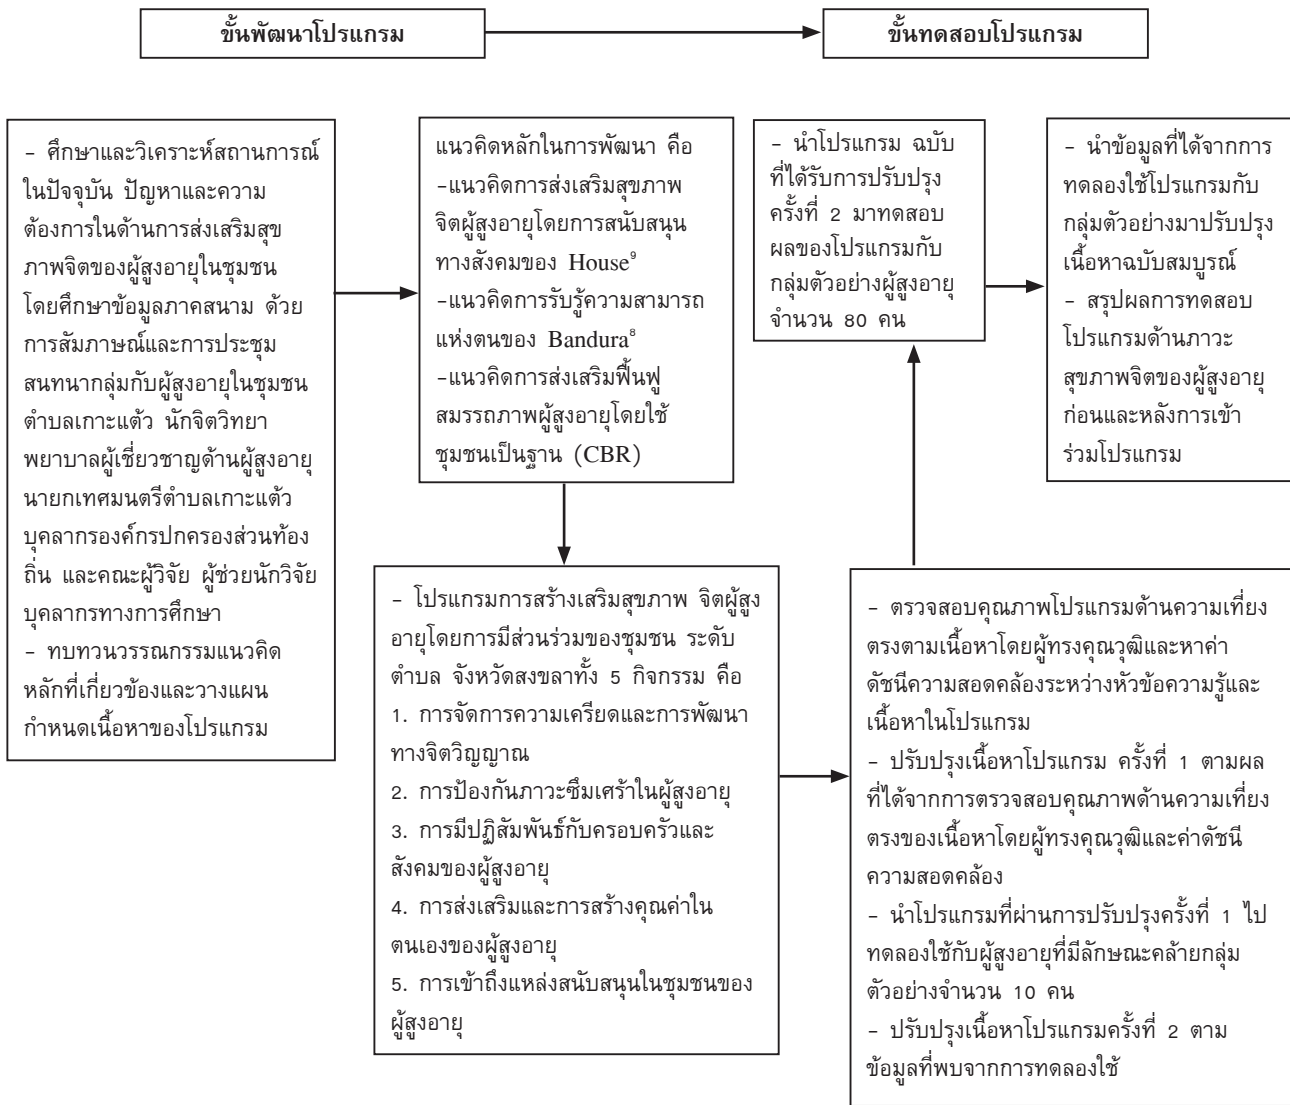 ขั้นพัฒนาโปรแกรม
ขั้นทดสอบโปรแกรม
- ศึกษาและวิเคราะห์สถานการณ์
ในปัจจุบัน ปัญหาและความ
ต้องการในด้านการส่งเสริมสุข
ภาพจิตของผู้สูงอายุในชุมชน
โดยศึกษาข้อมูลภาคสนาม ด้วย
การสัมภาษณ์และการประชุม
สนทนากลุ่มกับผู้สูงอายุในชุมชน
ตำบลเกาะแต้ว นักจิตวิทยา
พยาบาลผู้เชี่ยวชาญด้านผู้สูงอายุ
นายกเทศมนตรีตำบลเกาะแต้ว
บุคลากรองค์กรปกครองส่วนท้อง
ถิ่น และคณะผู้วิจัย ผู้ช่วยนักวิจัย
บุคลากรทางการศึกษา
- ทบทวนวรรณกรรมแนวคิด
หลักที่เกี่ยวข้องและวางแผน
กำหนดเนื้อหาของโปรแกรม
แนวคิดหลักในการพัฒนา คือ
-แนวคิดการส่งเสริมสุขภาพ
จิตผู้สูงอายุโดยการสนับสนุน
ทางสังคมของ House⁹
-แนวคิดการรับรู้ความสามารถ
แห่งตนของ Bandura⁸
-แนวคิดการส่งเสริมฟื้นฟู
สมรรถภาพผู้สูงอายุโดยใช้
ชุมชนเป็นฐาน (CBR)
- โปรแกรมการสร้างเสริมสุขภาพ จิตผู้สูง
อายุโดยการมีส่วนร่วมของชุมชน ระดับ
ตำบล จังหวัดสงขลาทั้ง 5 กิจกรรม คือ
1. การจัดการความเครียดและการพัฒนา
ทางจิตวิญญาณ
2. การป้องกันภาวะซึมเศร้าในผู้สูงอายุ
3. การมีปฏิสัมพันธ์กับครอบครัวและ
สังคมของผู้สูงอายุ
4. การส่งเสริมและการสร้างคุณค่าใน
ตนเองของผู้สูงอายุ
5. การเข้าถึงแหล่งสนับสนุนในชุมชนของ
ผู้สูงอายุ
- ตรวจสอบคุณภาพโปรแกรมด้านความเที่ยง
ตรงตามเนื้อหาโดยผู้ทรงคุณวุฒิและหาค่า
ดัชนีความสอดคล้องระหว่างหัวข้อความรู้และ
เนื้อหาในโปรแกรม
- ปรับปรุงเนื้อหาโปรแกรม ครั้งที่ 1 ตามผล
ที่ได้จากการตรวจสอบคุณภาพด้านความเที่ยง
ตรงของเนื้อหาโดยผู้ทรงคุณวุฒิและค่าดัชนี
ความสอดคล้อง
- นำโปรแกรมที่ผ่านการปรับปรุงครั้งที่ 1 ไป
ทดลองใช้กับผู้สูงอายุที่มีลักษณะคล้ายกลุ่ม
ตัวอย่างจำนวน 10 คน
- ปรับปรุงเนื้อหาโปรแกรมครั้งที่ 2 ตาม
ข้อมูลที่พบจากการทดลองใช้
- นำโปรแกรม ฉบับ
ที่ได้รับการปรับปรุง
ครั้งที่ 2 มาทดสอบ
ผลของโปรแกรมกับ
กลุ่มตัวอย่างผู้สูงอายุ
จำนวน 80 คน
- นำข้อมูลที่ได้จากการ
ทดลองใช้โปรแกรมกับ
กลุ่มตัวอย่างมาปรับปรุง
เนื้อหาฉบับสมบูรณ์
- สรุปผลการทดสอบ
โปรแกรมด้านภาวะ
สุขภาพจิตของผู้สูงอายุ
ก่อนและหลังการเข้า
ร่วมโปรแกรม